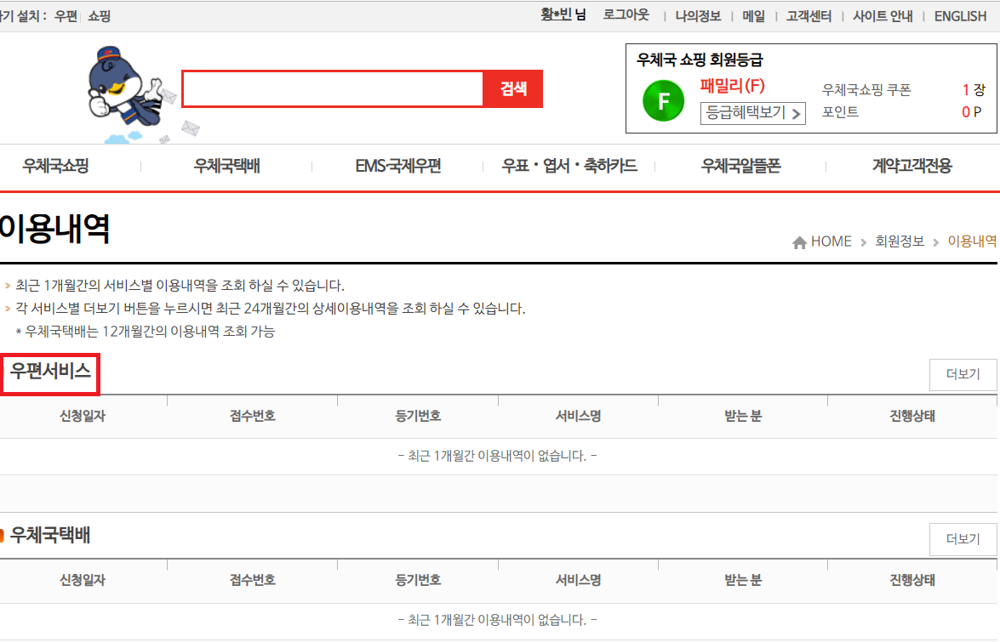 가기 설치 : 우편 쇼핑 황*빈 님 로그아웃 나의정보 메일 고객센터 사이트 안내 ENGLISH
검색
우체국 쇼핑 회원등급
F
패밀리(F)
등급혜택보기
우체국쇼핑 쿠폰 1 장
포인트 0 P
우체국쇼핑 우체국택배 EMS·국제우편 우표·엽서·축하카드 우체국알뜰폰 계약고객전용
이용내역
HOME > 회원정보 > 이용내역
최근 1개월간의 서비스별 이용내역을 조회 하실 수 있습니다.
각 서비스별 더보기 버튼을 누르시면 최근 24개월간의 상세이용내역을 조회 하실 수 있습니다.
* 우체국택배는 12개월간의 이용내역 조회 가능
우편서비스 더보기
신청일자 접수번호 등기번호 서비스명 받는 분 진행상태
- 최근 1개월간 이용내역이 없습니다. -
우체국택배 더보기
신청일자 접수번호 등기번호 서비스명 받는 분 진행상태
- 최근 1개월간 이용내역이 없습니다. -